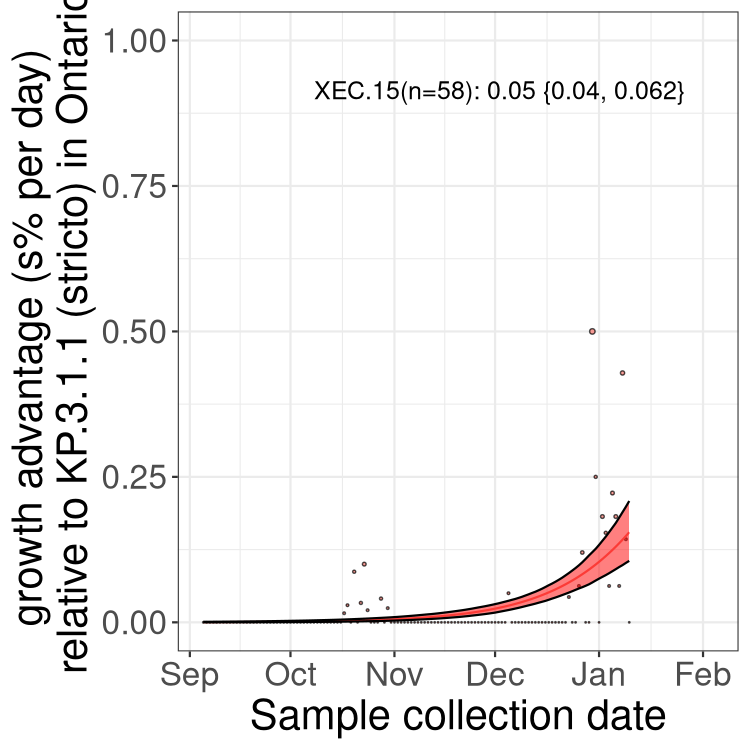 growth advantage (s% per day)
relative to KP.3.1.1 (stricto) in Ontario
1.00
XEC.15(n=58): 0.05 {0.04, 0.062}
0.75
0.50
0.25
0.00
Sep Oct Nov Dec Jan Feb
Sample collection date